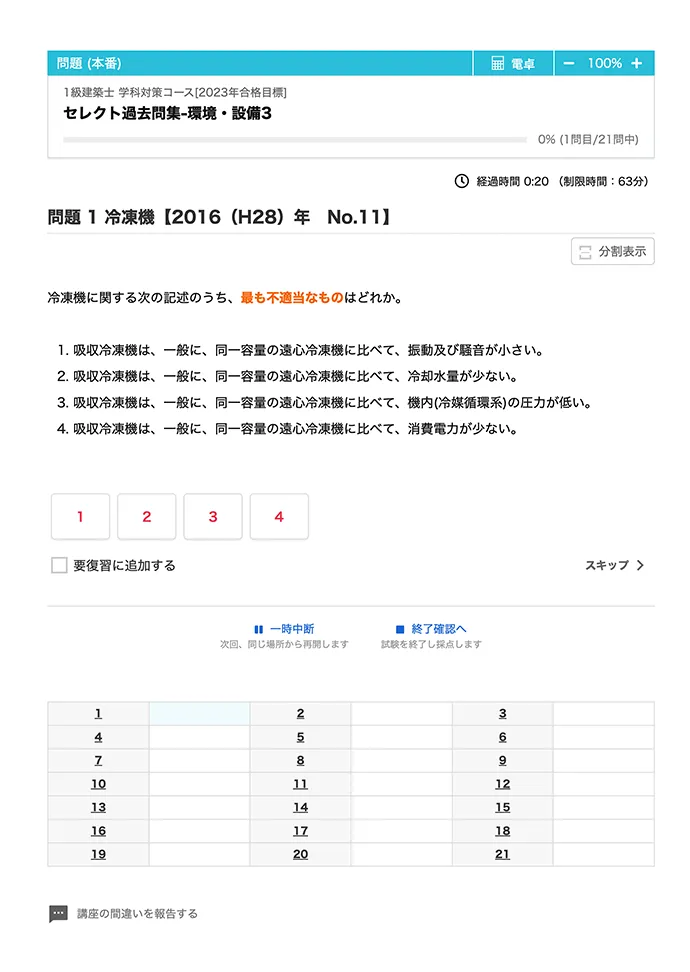 問題 (本番)
電卓
100%
1級建築士 学科対策コース[2023年合格目標]
セレクト過去問集-環境・設備3
0% (1問目/21問中)
経過時間 0:20 (制限時間：63分)
問題 1 冷凍機【2016（H28）年　No.11】
分割表示
冷凍機に関する次の記述のうち、最も不適当なものはどれか。
1. 吸収冷凍機は、一般に、同一容量の遠心冷凍機に比べて、振動及び騒音が小さい。
2. 吸収冷凍機は、一般に、同一容量の遠心冷凍機に比べて、冷却水量が少ない。
3. 吸収冷凍機は、一般に、同一容量の遠心冷凍機に比べて、機内(冷媒循環系)の圧力が低い。
4. 吸収冷凍機は、一般に、同一容量の遠心冷凍機に比べて、消費電力が少ない。
1 2 3 4
要復習に追加する
スキップ
一時中断
次回、同じ場所から再開します
終了確認へ
試験を終了し採点します
1 2 3
4 5 6
7 8 9
10 11 12
13 14 15
16 17 18
19 20 21
講座の間違いを報告する